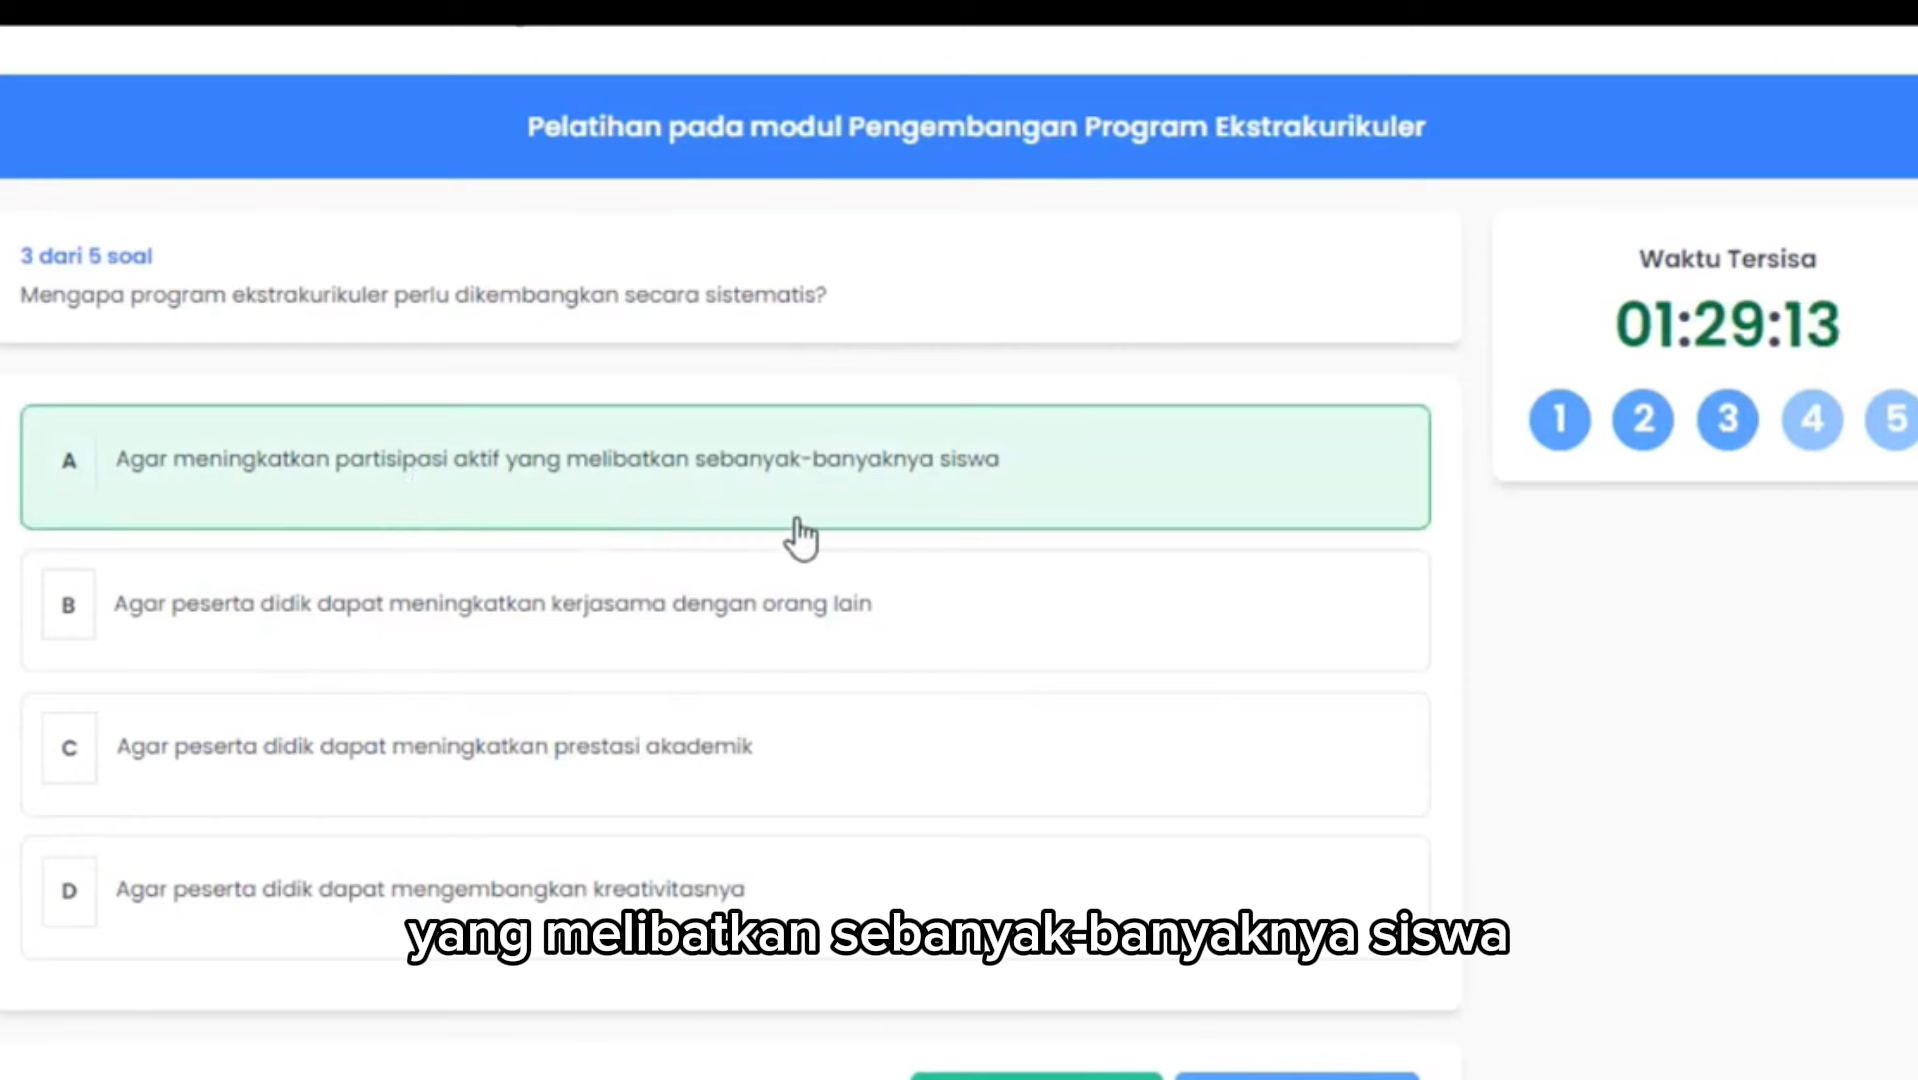 Pelatihan pada modul Pengembangan Program Ekstrakurikuler
3 dari 5 soal
Mengapa program ekstrakurikuler perlu dikembangkan secara sistematis?
Waktu Tersisa
01:29:13
1 2 3 4 5
A Agar meningkatkan partisipasi aktif yang melibatkan sebanyak-banyaknya siswa
B Agar peserta didik dapat meningkatkan kerjasama dengan orang lain
C Agar peserta didik dapat meningkatkan prestasi akademik
D Agar peserta didik dapat mengembangkan kreativitasnya
yang melibatkan sebanyak-banyaknya siswa